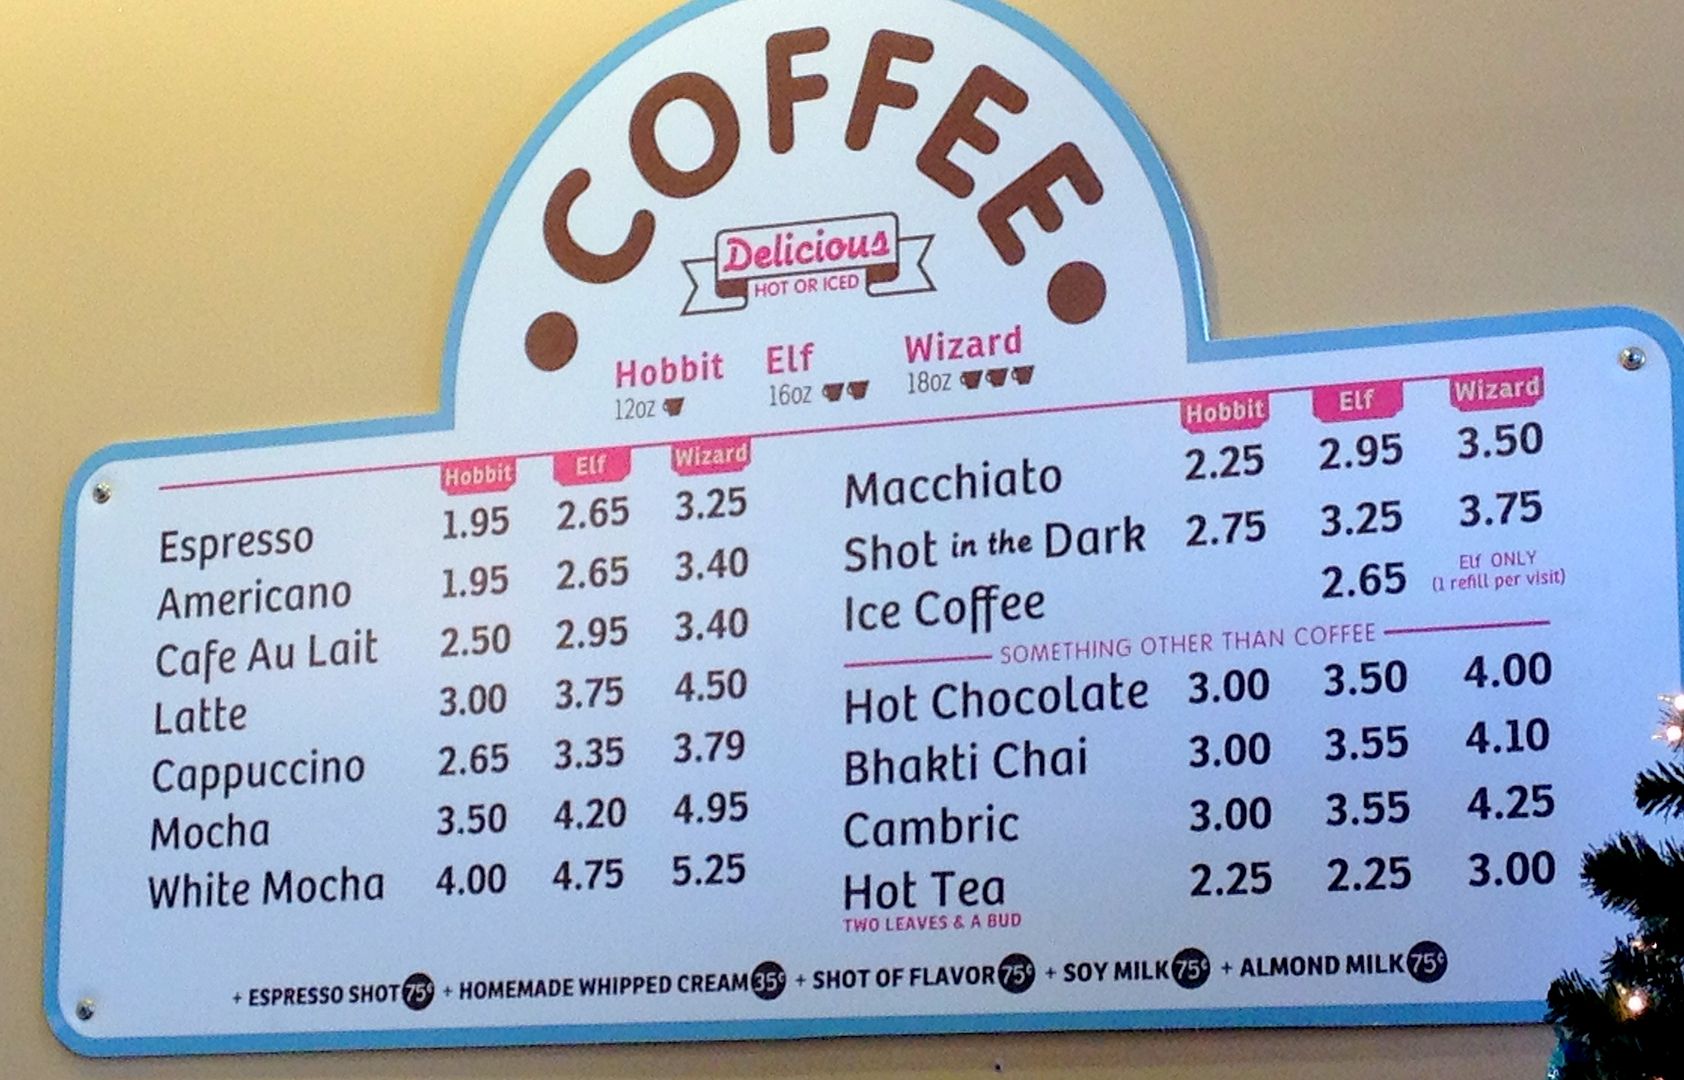 COFFEE
Delicious
HOT OR ICED
Hobbit Elf Wizard
12oz 16oz 18oz
Hobbit Elf Wizard
Espresso 1.95 2.65 3.25
Americano 1.95 2.65 3.40
Cafe Au Lait 2.50 2.95 3.40
Latte 3.00 3.75 4.50
Cappuccino 2.65 3.35 3.79
Mocha 3.50 4.20 4.95
White Mocha 4.00 4.75 5.25
Hobbit Elf Wizard
Macchiato 2.25 2.95 3.50
Shot in the Dark 2.75 3.25 3.75
Ice Coffee 2.65 Elf ONLY
(1 refill per visit)
SOMETHING OTHER THAN COFFEE
Hot Chocolate 3.00 3.50 4.00
Bhakti Chai 3.00 3.55 4.10
Cambric 3.00 3.55 4.25
Hot Tea 2.25 2.25 3.00
TWO LEAVES & A BUD
+ ESPRESSO SHOT 75¢ + HOMEMADE WHIPPED CREAM 35¢ + SHOT OF FLAVOR 75¢ + SOY MILK 75¢ + ALMOND MILK 75¢